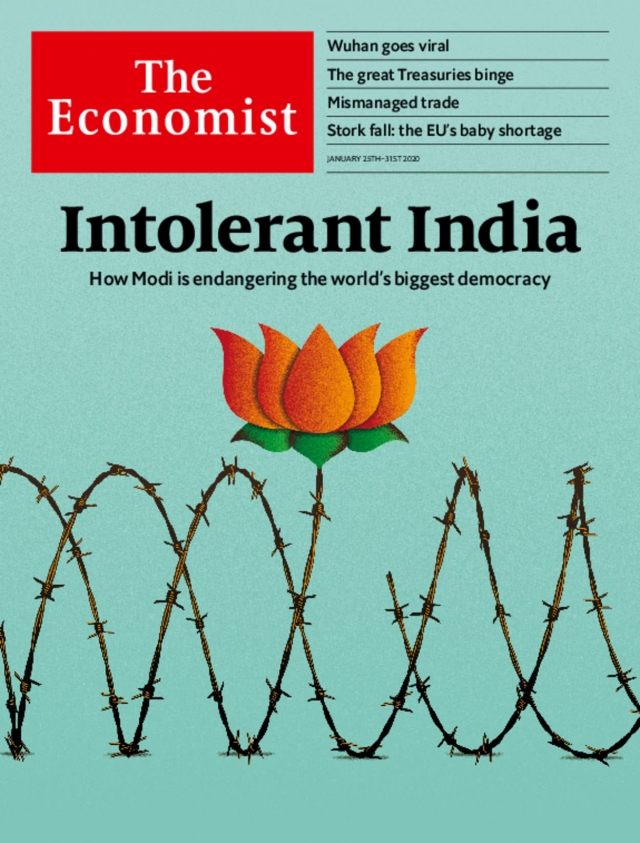 The
Economist
Wuhan goes viral
The great Treasuries binge
Mismanaged trade
Stork fall: the EU's baby shortage
JANUARY 25TH–31ST 2020
Intolerant India
How Modi is endangering the world's biggest democracy